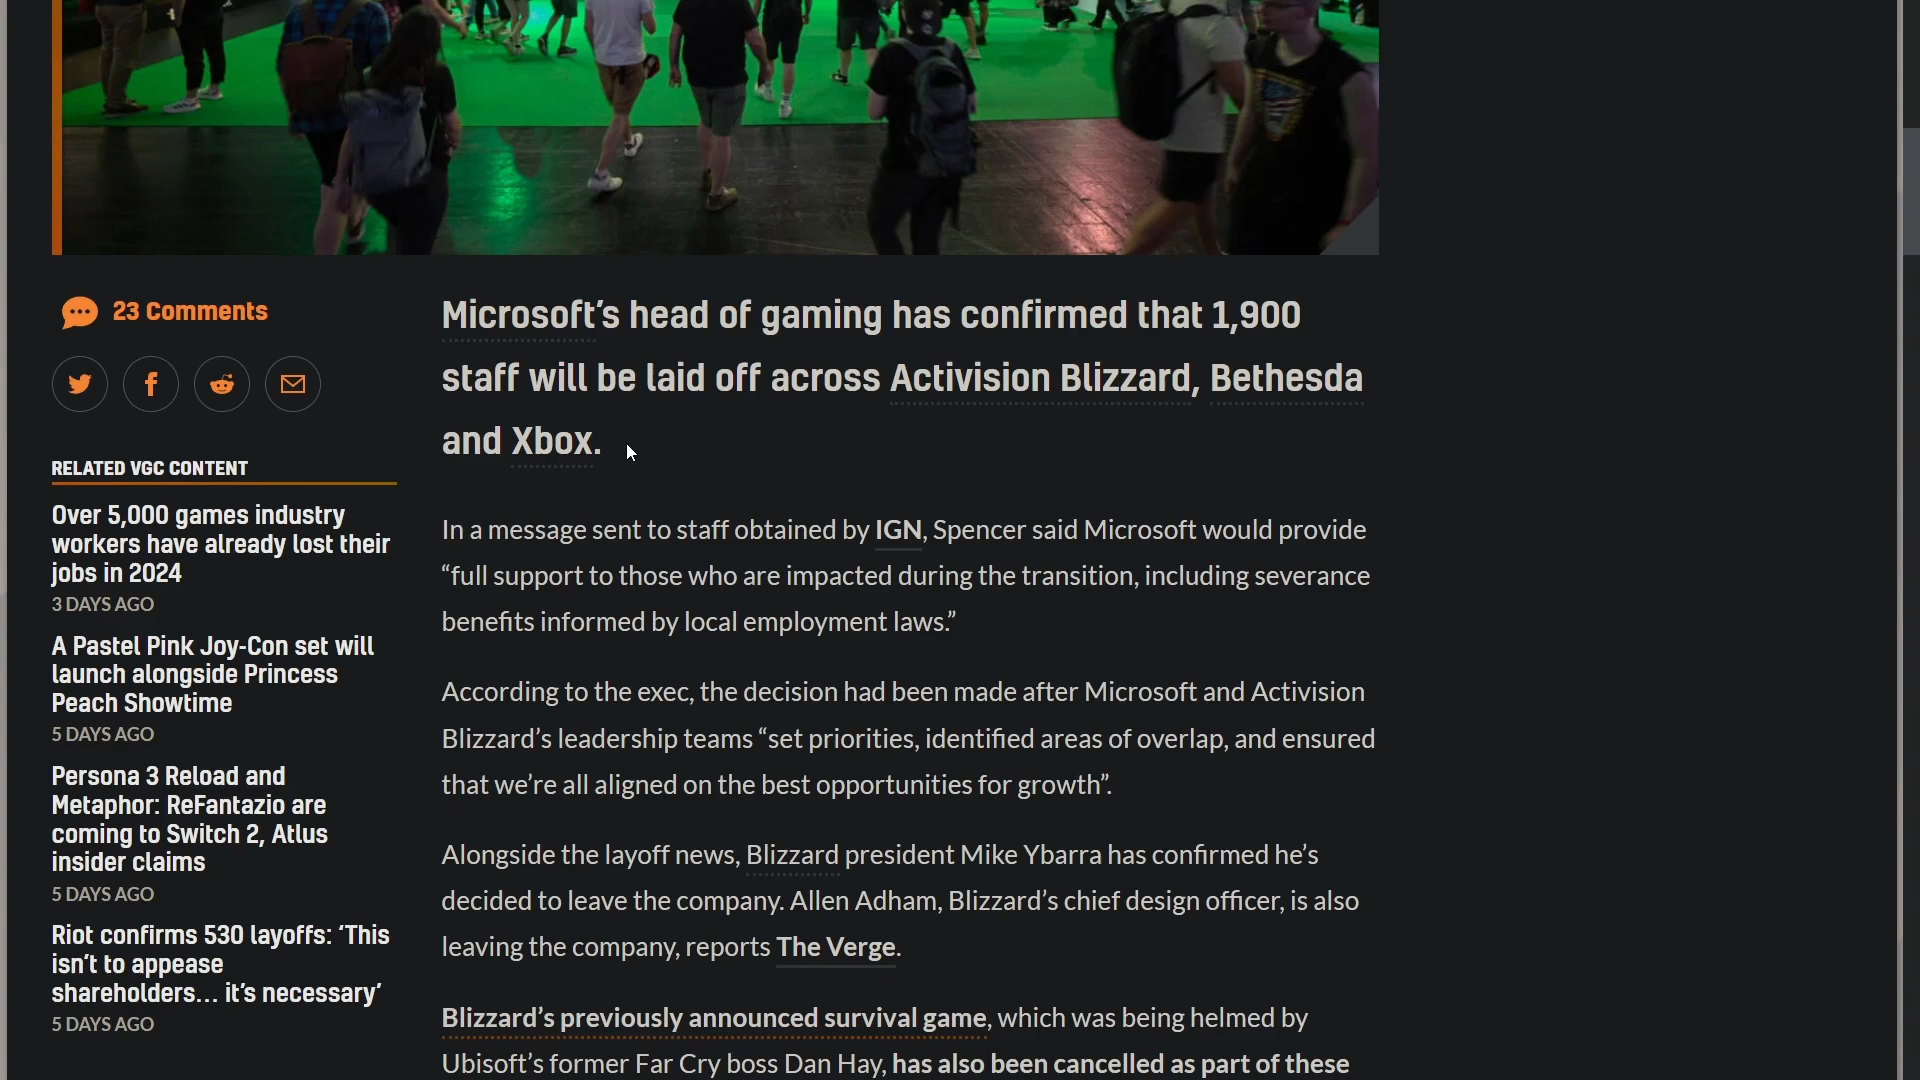 23 Comments
RELATED VGC CONTENT
Over 5,000 games industry
workers have already lost their
jobs in 2024
3 DAYS AGO
A Pastel Pink Joy-Con set will
launch alongside Princess
Peach Showtime
5 DAYS AGO
Persona 3 Reload and
Metaphor: ReFantazio are
coming to Switch 2, Atlus
insider claims
5 DAYS AGO
Riot confirms 530 layoffs: ‘This
isn’t to appease
shareholders… it’s necessary’
5 DAYS AGO
Microsoft’s head of gaming has confirmed that 1,900
staff will be laid off across Activision Blizzard, Bethesda
and Xbox.
In a message sent to staff obtained by IGN, Spencer said Microsoft would provide
“full support to those who are impacted during the transition, including severance
benefits informed by local employment laws.”
According to the exec, the decision had been made after Microsoft and Activision
Blizzard’s leadership teams “set priorities, identified areas of overlap, and ensured
that we’re all aligned on the best opportunities for growth”.
Alongside the layoff news, Blizzard president Mike Ybarra has confirmed he’s
decided to leave the company. Allen Adham, Blizzard’s chief design officer, is also
leaving the company, reports The Verge.
Blizzard’s previously announced survival game, which was being helmed by
Ubisoft’s former Far Cry boss Dan Hay, has also been cancelled as part of these